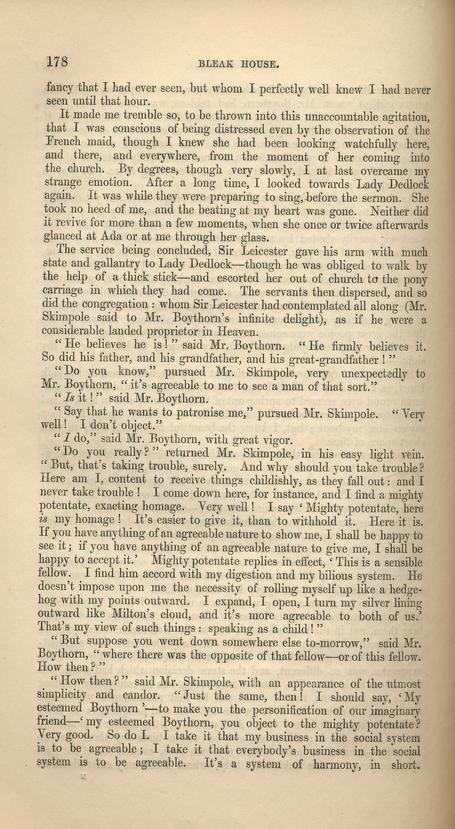 178
BLEAK HOUSE.
fancy that I had ever seen, but whom I perfectly well knew I had never
seen until that hour.
It made me tremble so, to be thrown into this unaccountable agitation,
that I was conscious of being distressed even by the observation of the
French maid, though I knew she had been looking watchfully here,
and there, and everywhere, from the moment of her coming into
the church. By degrees, though very slowly, I at last overcame my
strange emotion. After a long time, I looked towards Lady Dedlock
again. It was while they were preparing to sing, before the sermon. She
took no heed of me, and the beating at my heart was gone. Neither did
it revive for more than a few moments, when she once or twice afterwards
glanced at Ada or at me through her glass.
The service being concluded, Sir Leicester gave his arm with much
state and gallantry to Lady Dedlock—though he was obliged to walk by
the help of a thick stick—and escorted her out of church to the pony
carriage in which they had come. The servants then dispersed, and so
did the congregation: whom Sir Leicester had contemplated all along (Mr.
Skimpole said to Mr. Boythorn's infinite delight), as if he were a
considerable landed proprietor in Heaven.
"He believes he is!" said Mr. Boythorn. "He firmly believes it.
So did his father, and his grandfather, and his great-grandfather!"
"Do you know," pursued Mr. Skimpole, very unexpectedly to
Mr. Boythorn, "it's agreeable to me to see a man of that sort."
"Is it!" said Mr. Boythorn.
"Say that he wants to patronise me," pursued Mr. Skimpole. "Very
well! I don't object."
"I do," said Mr. Boythorn, with great vigor.
"Do you really?" returned Mr. Skimpole, in his easy light vein.
"But, that's taking trouble, surely. And why should you take trouble?
Here am I, content to receive things childishly, as they fall out: and I
never take trouble! I come down here, for instance, and I find a mighty
potentate, exacting homage. Very well! I say 'Mighty potentate, here
is my homage! It's easier to give it, than to withhold it. Here it is.
If you have anything of an agreeable nature to show me, I shall be happy to
see it; if you have anything of an agreeable nature to give me, I shall be
happy to accept it.' Mighty potentate replies in effect, 'This is a sensible
fellow. I find him accord with my digestion and my bilious system. He
doesn't impose upon me the necessity of rolling myself up like a hedge-
hog with my points outward. I expand, I open, I turn my silver lining
outward like Milton's cloud, and it's more agreeable to both of us.'
That's my view of such things: speaking as a child!"
"But suppose you went down somewhere else to-morrow," said Mr.
Boythorn, "where there was the opposite of that fellow—or of this fellow.
How then?"
"How then?" said Mr. Skimpole, with an appearance of the utmost
simplicity and candor. "Just the same, then! I should say, 'My
esteemed Boythorn'—to make you the personification of our imaginary
friend—'my esteemed Boythorn, you object to the mighty potentate?
Very good. So do I. I take it that my business in the social system
is to be agreeable; I take it that everybody's business in the social
system is to be agreeable. It's a system of harmony, in short.